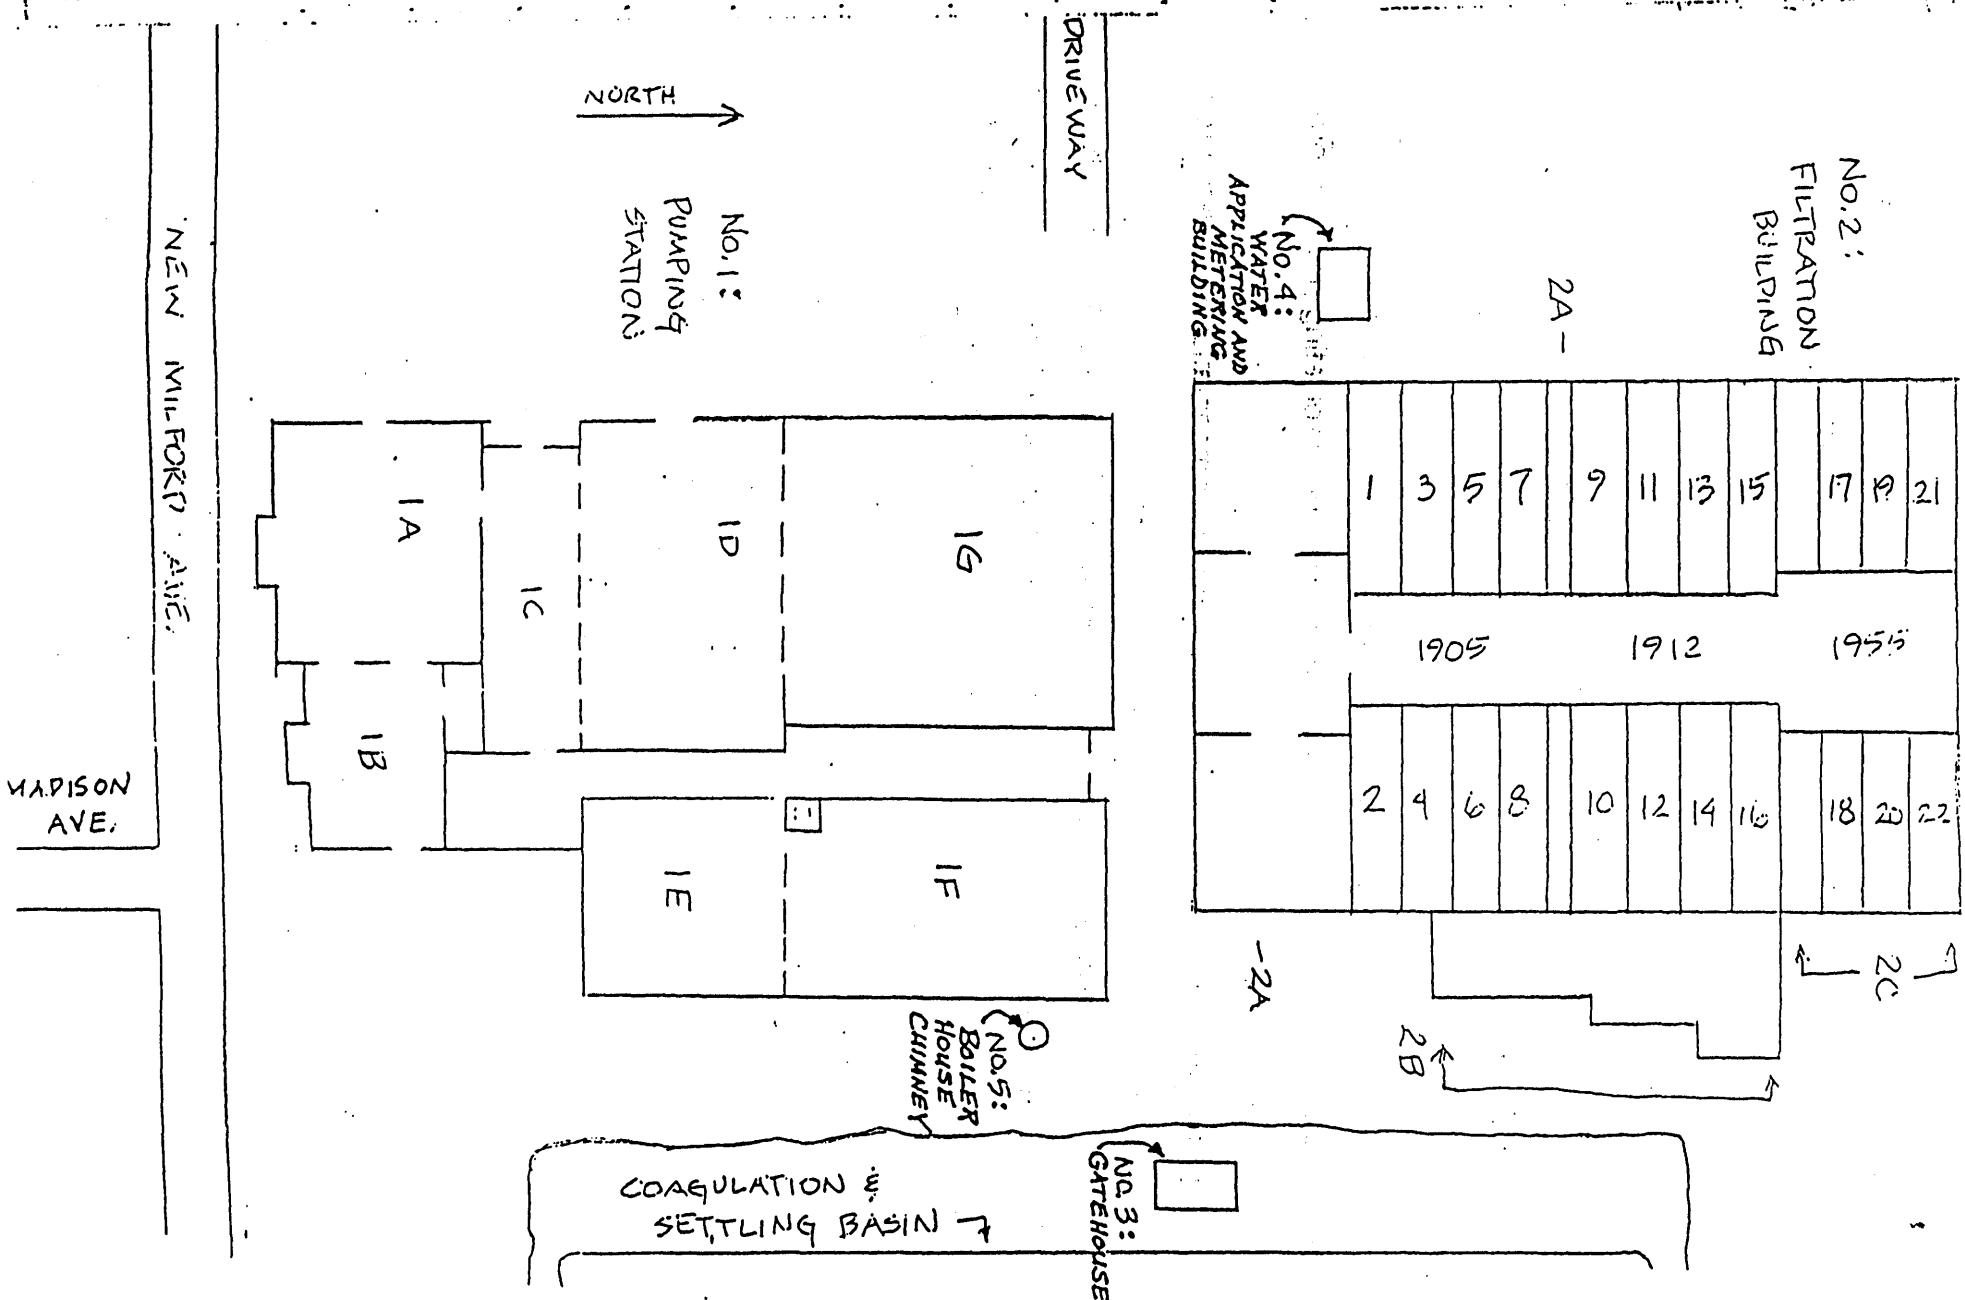 DRIVEWAY
NORTH
No.1:
PUMPING
STATION
NEW MILFORD AVE.
MADISON
AVE.
1A
1B
1C
1D
1E
1F
1G
No.2:
FILTRATION
BUILDING
NO.4:
WATER
APPLICATION AND
METERING
BUILDING
2A-
1 3 5 7 9 11 13 15 17 19 21
1905 1912 1955
2 4 6 8 10 12 14 16 18 20 22
-2A
2B
2C
NO.5:
BOILER
HOUSE
CHIMNEY
NO.3:
GATEHOUSE
COAGULATION &
SETTLING BASIN